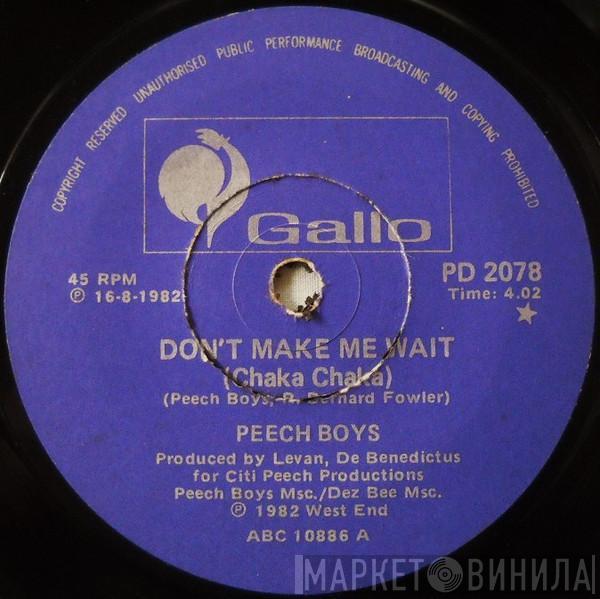 COPYRIGHT RESERVED UNAUTHORISED PUBLIC PERFORMANCE BROADCASTING AND COPYING PROHIBITED
Gallo
45 RPM
℗ 16-8-1982
PD 2078
Time: 4.02
DON'T MAKE ME WAIT
(Chaka Chaka)
(Peech Boys, R. Bernard Fowler)
PEECH BOYS
Produced by Levan, De Benedictus
for Citi Peech Productions
Peech Boys Msc./Dez Bee Msc.
℗ 1982 West End
ABC 10886 A
МАРКЕТ ВИНИЛА